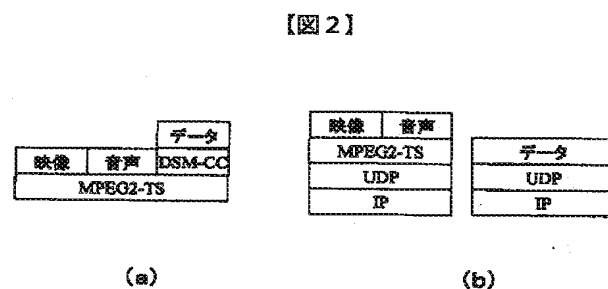 【図2】
データ
映像 音声 DSM-CC
MPEG2-TS
(a)
映像 音声
MPEG2-TS
UDP
IP
データ
UDP
IP
(b)